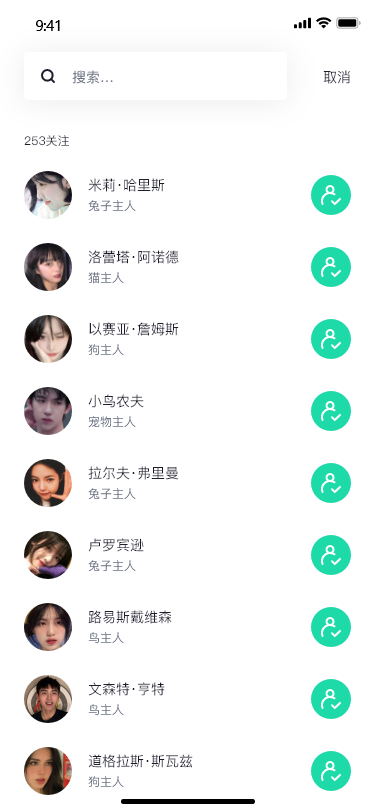 9:41
搜索...
取消
253关注
米莉·哈里斯
兔子主人
洛蕾塔·阿诺德
猫主人
以赛亚·詹姆斯
狗主人
小鸟农夫
宠物主人
拉尔夫·弗里曼
兔子主人
卢罗宾逊
兔子主人
路易斯戴维森
鸟主人
文森特·亨特
鸟主人
道格拉斯·斯瓦兹
狗主人